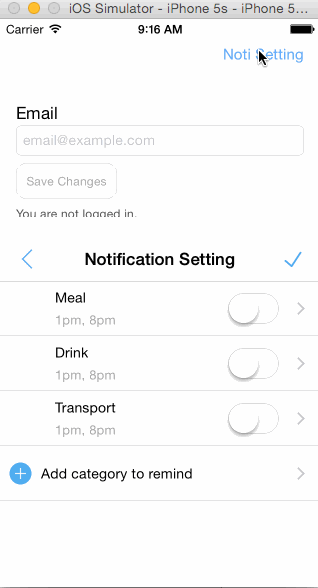 iOS Simulator - iPhone 5s - iPhone 5...
Carrier 9:16 AM
Noti Setting
Email
email@example.com
Save Changes
You are not logged in.
Notification Setting
Meal
1pm, 8pm
Drink
1pm, 8pm
Transport
1pm, 8pm
Add category to remind